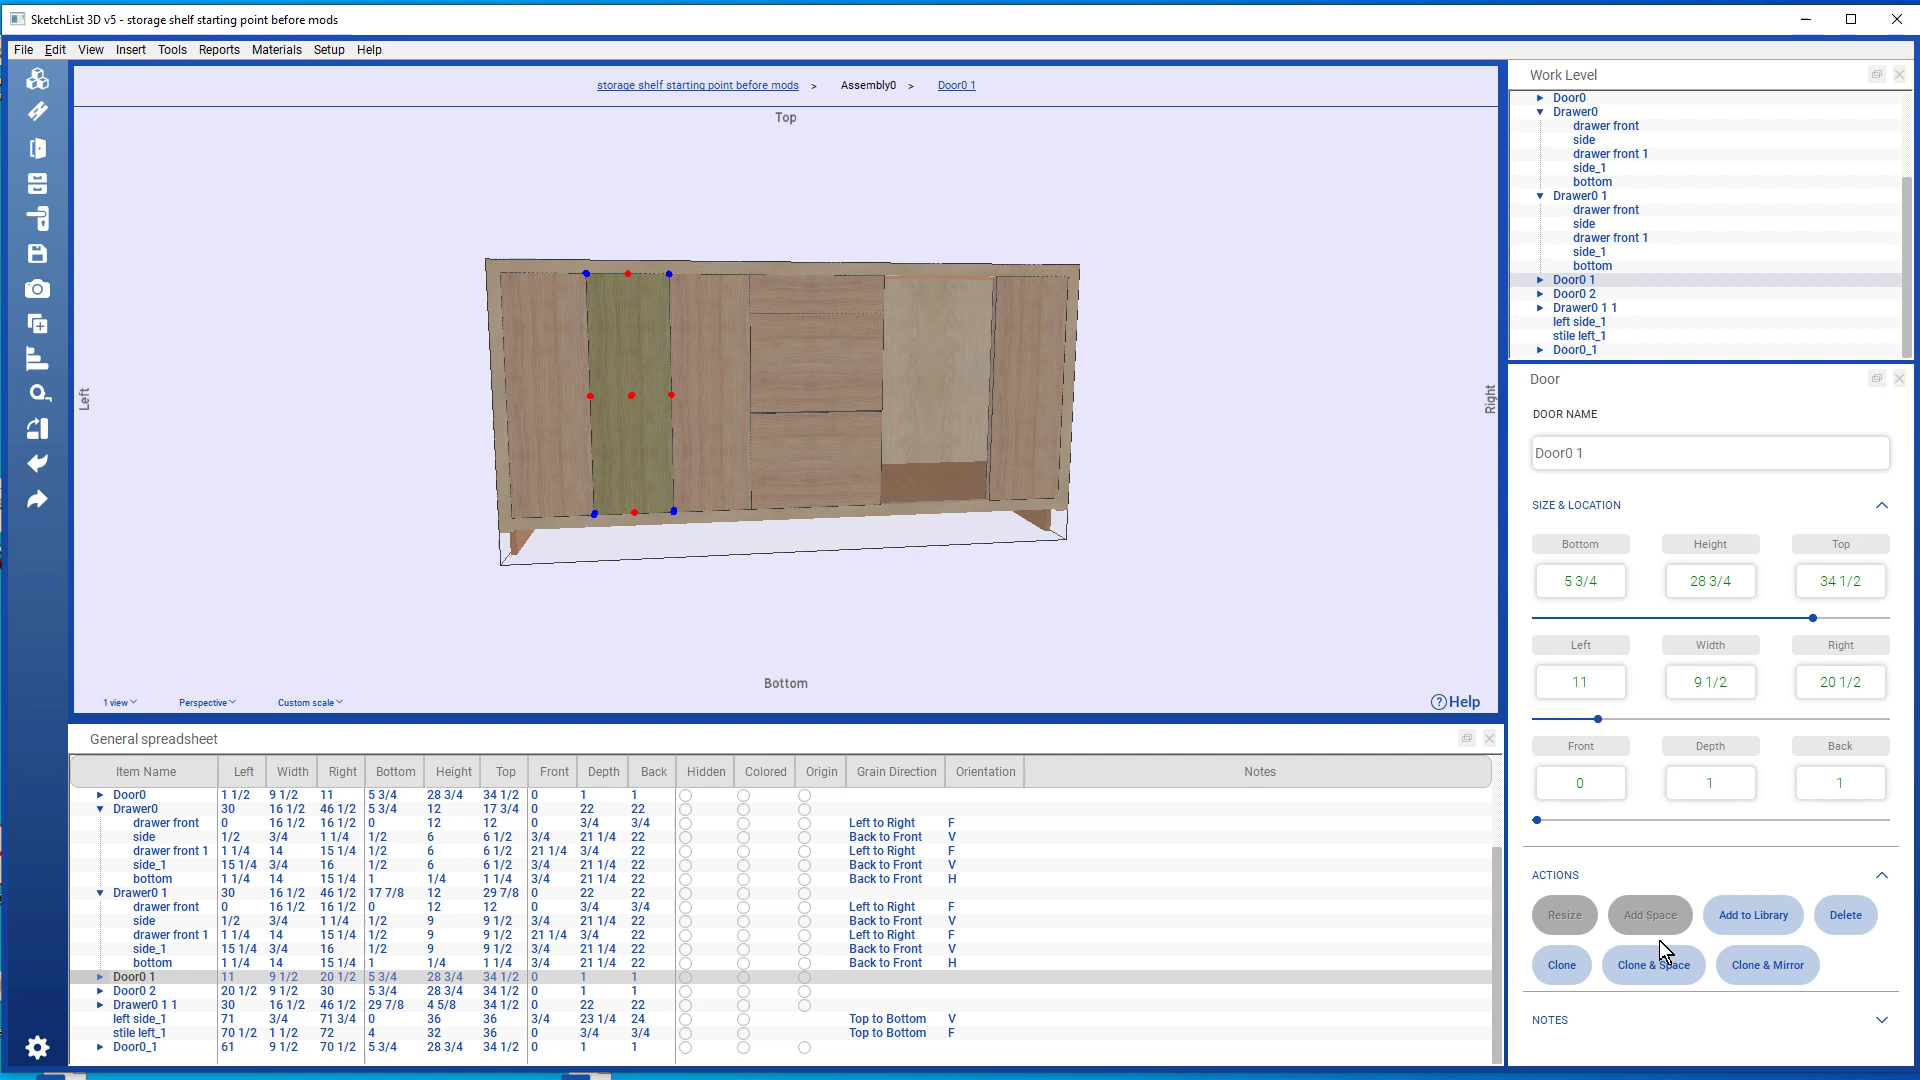 SketchList 3D v5 - storage shelf starting point before mods
File Edit View Insert Tools Reports Materials Setup Help
storage shelf starting point before mods > Assembly0 > Door0 1
Top
Left
Right
Bottom
1 view Perspective Custom scale
Help
Work Level
Door0
Drawer0
drawer front
side
drawer front 1
side_1
bottom
Drawer0 1
drawer front
side
drawer front 1
side_1
bottom
Door0 1
Door0 2
Drawer0 1 1
left side_1
stile left_1
Door0_1
Door
DOOR NAME
Door0 1
SIZE & LOCATION
Bottom Height Top
5 3/4 28 3/4 34 1/2
Left Width Right
11 9 1/2 20 1/2
Front Depth Back
0 1 1
ACTIONS
Resize Add Space Add to Library Delete
Clone Clone & Space Clone & Mirror
NOTES
General spreadsheet
Item Name Left Width Right Bottom Height Top Front Depth Back Hidden Colored Origin Grain Direction Orientation Notes
Door0 1 1/2 9 1/2 11 5 3/4 28 3/4 34 1/2 0 1 1
Drawer0 30 16 1/2 46 1/2 5 3/4 12 17 3/4 0 22 22
drawer front 0 16 1/2 16 1/2 0 12 12 0 3/4 3/4 Left to Right F
side 1/2 3/4 1 1/4 1/2 6 6 1/2 3/4 21 1/4 22 Back to Front V
drawer front 1 1 1/4 14 15 1/4 1/2 6 6 1/2 21 1/4 3/4 22 Left to Right F
side_1 15 1/4 3/4 16 1/2 6 6 1/2 3/4 21 1/4 22 Back to Front V
bottom 1 1/4 14 15 1/4 1 1/4 1 1/4 3/4 21 1/4 22 Back to Front H
Drawer0 1 30 16 1/2 46 1/2 17 7/8 12 29 7/8 0 22 22
drawer front 0 16 1/2 16 1/2 0 12 12 0 3/4 3/4 Left to Right F
side 1/2 3/4 1 1/4 1/2 9 9 1/2 3/4 21 1/4 22 Back to Front V
drawer front 1 1 1/4 14 15 1/4 1/2 9 9 1/2 21 1/4 3/4 22 Left to Right F
side_1 15 1/4 3/4 16 1/2 9 9 1/2 3/4 21 1/4 22 Back to Front V
bottom 1 1/4 14 15 1/4 1 1/4 1 1/4 3/4 21 1/4 22 Back to Front H
Door0 1 11 9 1/2 20 1/2 5 3/4 28 3/4 34 1/2 0 1 1
Door0 2 20 1/2 9 1/2 30 5 3/4 28 3/4 34 1/2 0 1 1
Drawer0 1 1 30 16 1/2 46 1/2 29 7/8 4 5/8 34 1/2 0 22 22
left side_1 71 3/4 71 3/4 0 36 36 3/4 23 1/4 24 Top to Bottom V
stile left_1 70 1/2 1 1/2 72 4 32 36 0 3/4 3/4 Top to Bottom F
Door0_1 61 9 1/2 70 1/2 5 3/4 28 3/4 34 1/2 0 1 1